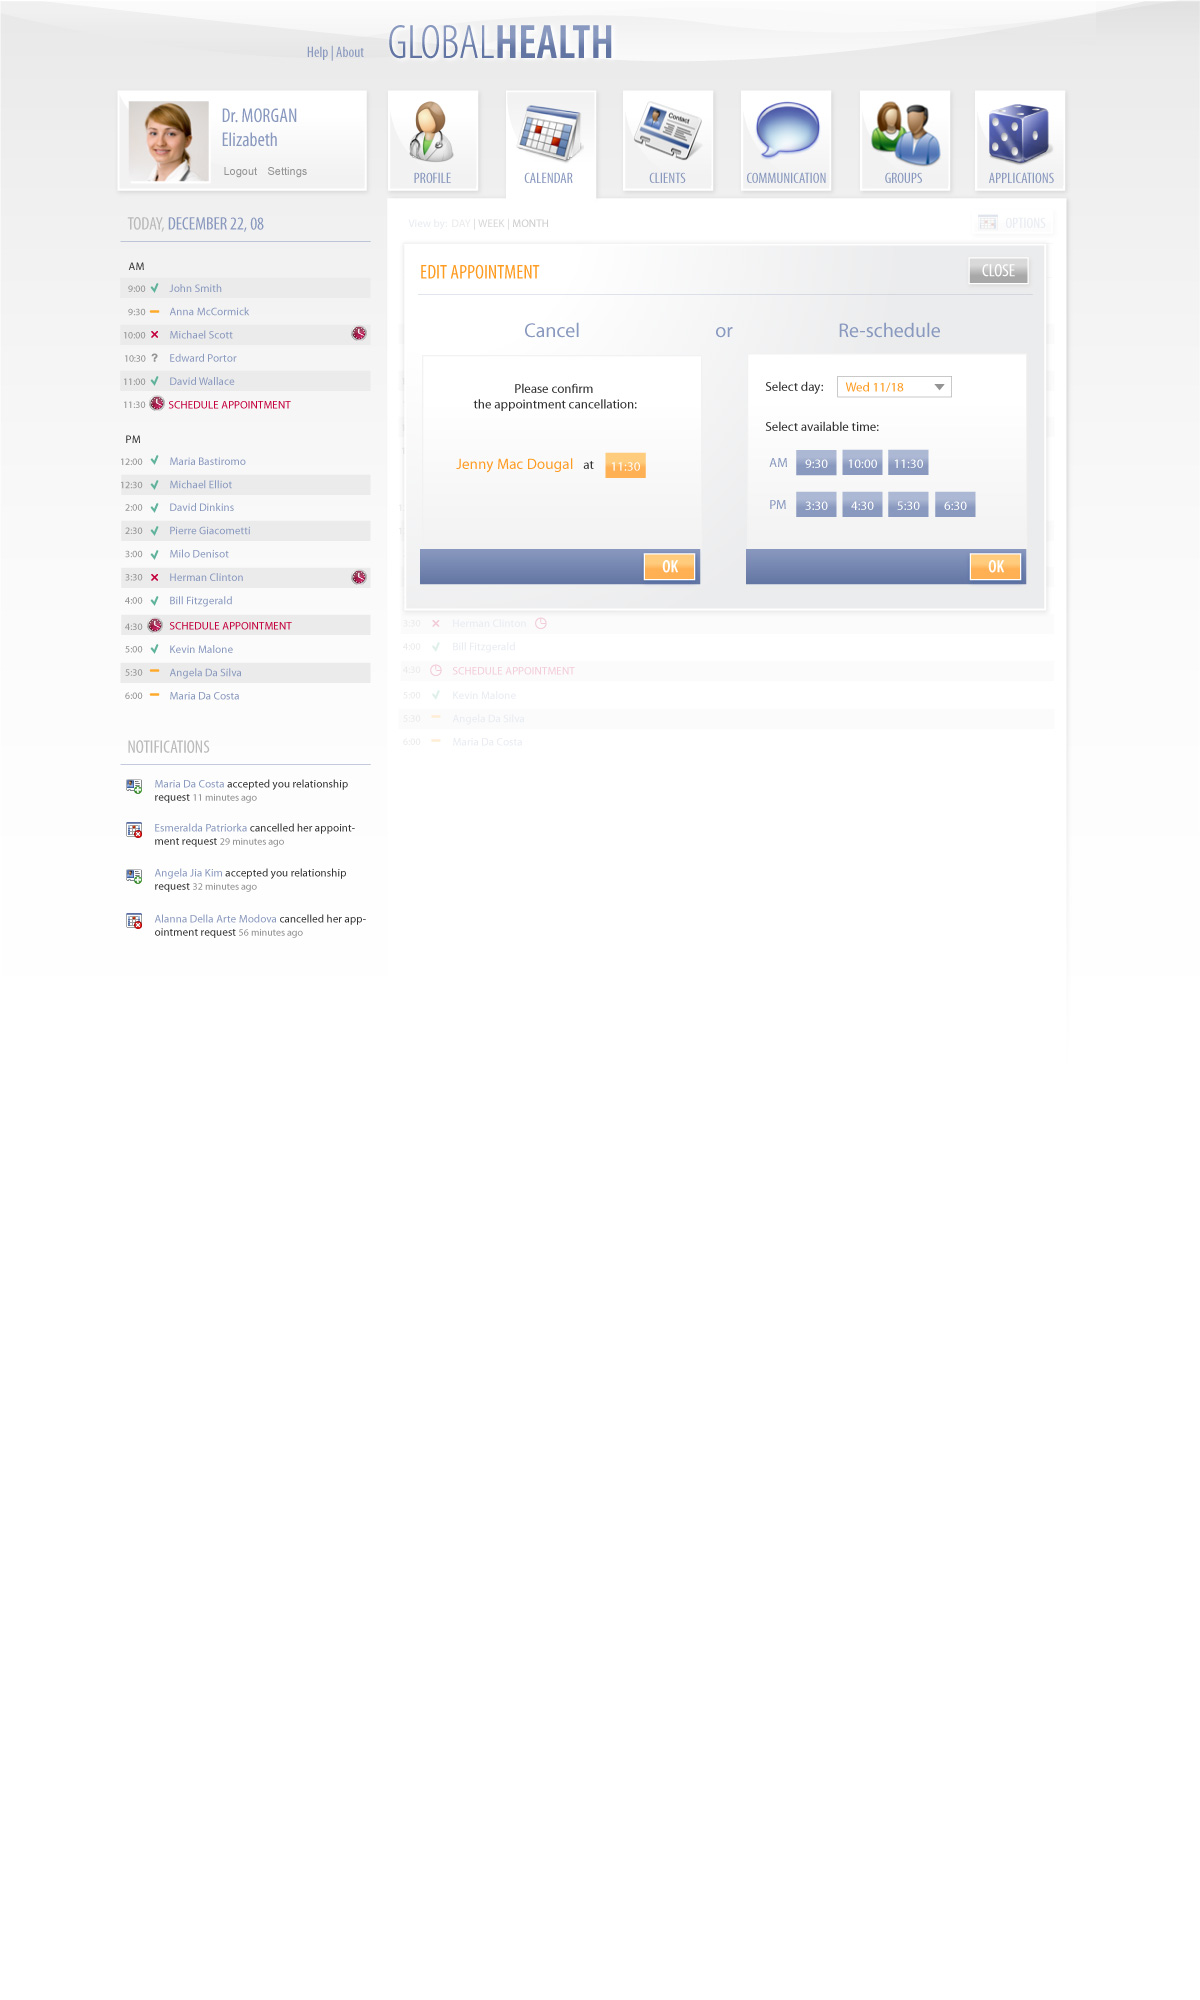 Help | About
GLOBALHEALTH
Dr. MORGAN
Elizabeth
Logout Settings
PROFILE
CALENDAR
CLIENTS
COMMUNICATION
GROUPS
APPLICATIONS
TODAY, DECEMBER 22, 08
AM
9:00 John Smith
9:30 Anna McCormick
10:00 Michael Scott
10:30 ? Edward Portor
11:00 David Wallace
11:30 SCHEDULE APPOINTMENT
PM
12:00 Maria Bastiromo
12:30 Michael Elliot
2:00 David Dinkins
2:30 Pierre Giacometti
3:00 Milo Denisot
3:30 Herman Clinton
4:00 Bill Fitzgerald
4:30 SCHEDULE APPOINTMENT
5:00 Kevin Malone
5:30 Angela Da Silva
6:00 Maria Da Costa
NOTIFICATIONS
Maria Da Costa accepted you relationship
request 11 minutes ago
Esmeralda Patriorka cancelled her appoint-
ment request 29 minutes ago
Angela Jia Kim accepted you relationship
request 32 minutes ago
Alanna Della Arte Modova cancelled her app-
ointment request 56 minutes ago
View by: DAY | WEEK | MONTH
OPTIONS
EDIT APPOINTMENT
CLOSE
Cancel or Re-schedule
Please confirm
the appointment cancellation:
Jenny Mac Dougal at 11:30
OK
Select day: Wed 11/18
Select available time:
AM 9:30 10:00 11:30
PM 3:30 4:30 5:30 6:30
OK
3:30 Herman Clinton
4:00 Bill Fitzgerald
4:30 SCHEDULE APPOINTMENT
5:00 Kevin Malone
5:30 Angela Da Silva
6:00 Maria Da Costa